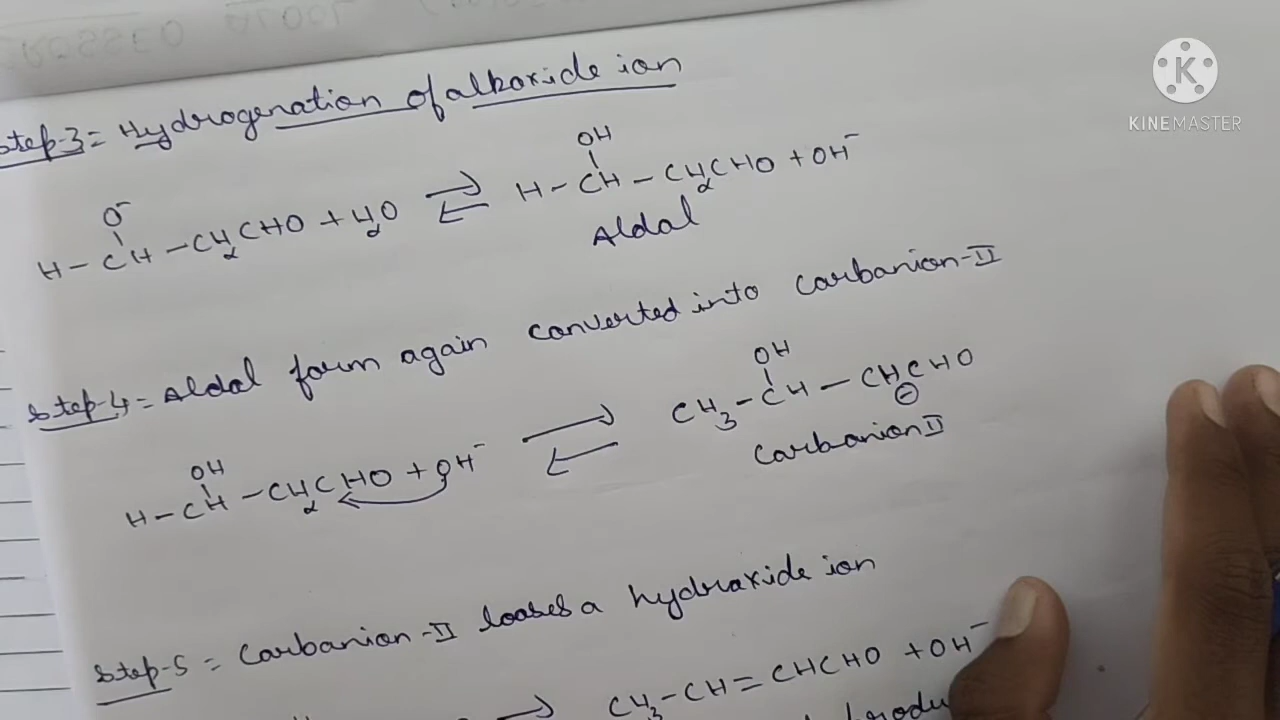 KINEMASTER
Step-3 = Hydrogenation of alkoxide ion
O⁻
H - CH - CH₂CHO + H₂O ⇌ H - CH - CH₂CHO + OH⁻
OH
Aldal
Step-4 = Aldal form again converted into Carbanion-II
OH
H - CH - CH₂CHO + OH⁻ ⇌ CH₃ - CH - CHCHO
OH
⊖
Carbanion II
Step-5 = Carbanion-II looses a hydroxide ion
→ CH₃ - CH = CHCHO + OH⁻